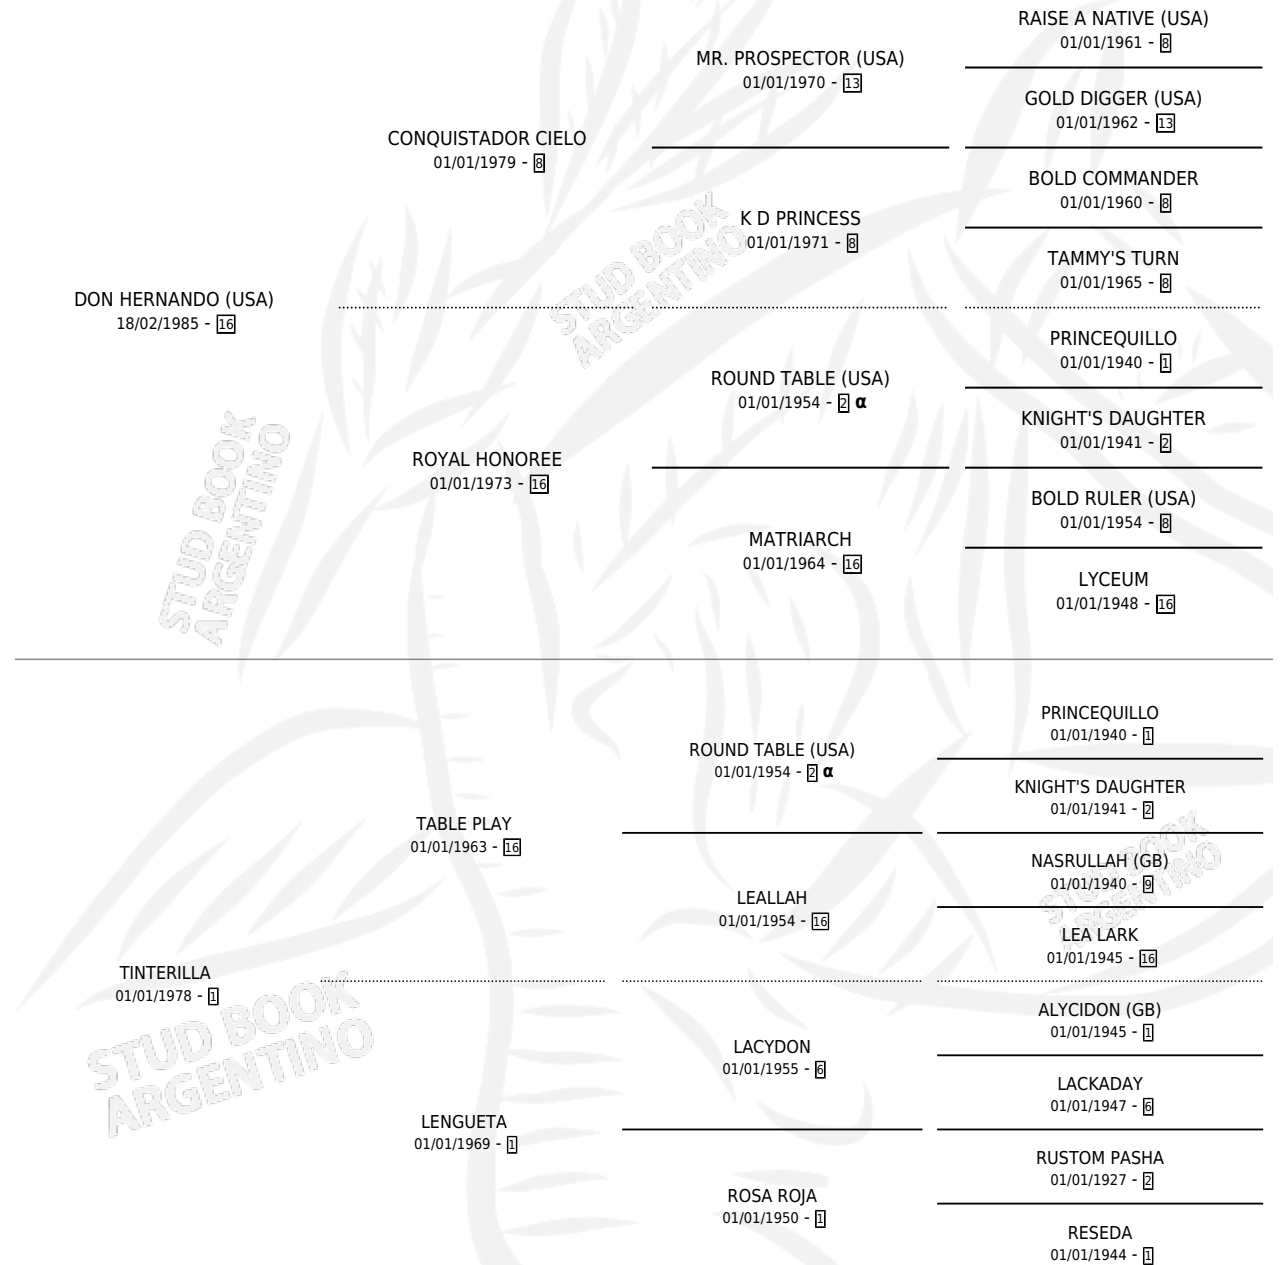 RAISE A NATIVE (USA)
01/01/1961 - 8
MR. PROSPECTOR (USA)
01/01/1970 - 13
GOLD DIGGER (USA)
01/01/1962 - 13
CONQUISTADOR CIELO
01/01/1979 - 8
BOLD COMMANDER
01/01/1960 - 8
K D PRINCESS
01/01/1971 - 8
TAMMY'S TURN
01/01/1965 - 8
DON HERNANDO (USA)
18/02/1985 - 16
PRINCEQUILLO
01/01/1940 - 1
ROUND TABLE (USA)
01/01/1954 - 2 α
KNIGHT'S DAUGHTER
01/01/1941 - 2
ROYAL HONOREE
01/01/1973 - 16
BOLD RULER (USA)
01/01/1954 - 8
MATRIARCH
01/01/1964 - 16
LYCEUM
01/01/1948 - 16
PRINCEQUILLO
01/01/1940 - 1
ROUND TABLE (USA)
01/01/1954 - 2 α
KNIGHT'S DAUGHTER
01/01/1941 - 2
TABLE PLAY
01/01/1963 - 16
NASRULLAH (GB)
01/01/1940 - 9
LEALLAH
01/01/1954 - 16
LEA LARK
01/01/1945 - 16
TINTERILLA
01/01/1978 - 1
ALYCIDON (GB)
01/01/1945 - 1
LACYDON
01/01/1955 - 6
LACKADAY
01/01/1947 - 6
LENGUETA
01/01/1969 - 1
RUSTOM PASHA
01/01/1927 - 2
ROSA ROJA
01/01/1950 - 1
RESEDA
01/01/1944 - 1
STUD BOOK
ARGENTINO
STUD BOOK
ARGENTINO
STUD BOOK
ARGENTINO
STUD BOOK
ARGENTINO